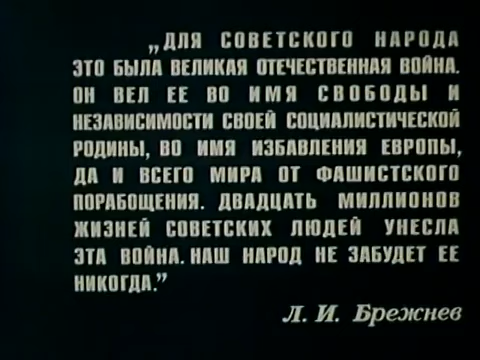 „ДЛЯ СОВЕТСКОГО НАРОДА
ЭТО БЫЛА ВЕЛИКАЯ ОТЕЧЕСТВЕННАЯ ВОЙНА.
ОН ВЕЛ ЕЕ ВО ИМЯ СВОБОДЫ И
НЕЗАВИСИМОСТИ СВОЕЙ СОЦИАЛИСТИЧЕСКОЙ
РОДИНЫ, ВО ИМЯ ИЗБАВЛЕНИЯ ЕВРОПЫ,
ДА И ВСЕГО МИРА ОТ ФАШИСТСКОГО
ПОРАБОЩЕНИЯ. ДВАДЦАТЬ МИЛЛИОНОВ
ЖИЗНЕЙ СОВЕТСКИХ ЛЮДЕЙ УНЕСЛА
ЭТА ВОЙНА. НАШ НАРОД НЕ ЗАБУДЕТ ЕЕ
НИКОГДА.”
Л. И. Брежнев